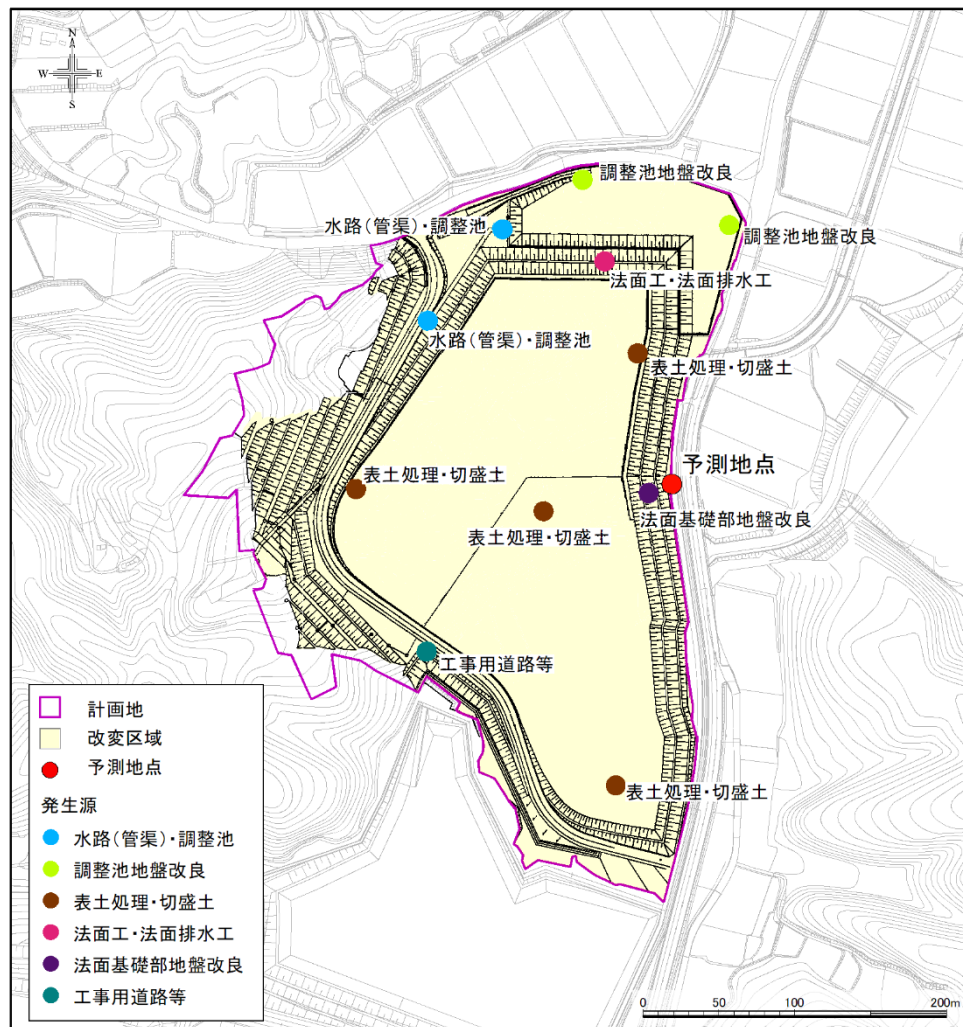 N
W E
S
調整池地盤改良
水路(管渠)・調整池
調整池地盤改良
法面工・法面排水工
水路(管渠)・調整池
表土処理・切盛土
予測地点
表土処理・切盛土
法面基礎部地盤改良
表土処理・切盛土
工事用道路等
表土処理・切盛土
計画地
改変区域
予測地点
発生源
水路(管渠)・調整池
調整池地盤改良
表土処理・切盛土
法面工・法面排水工
法面基礎部地盤改良
工事用道路等
0 50 100 200m